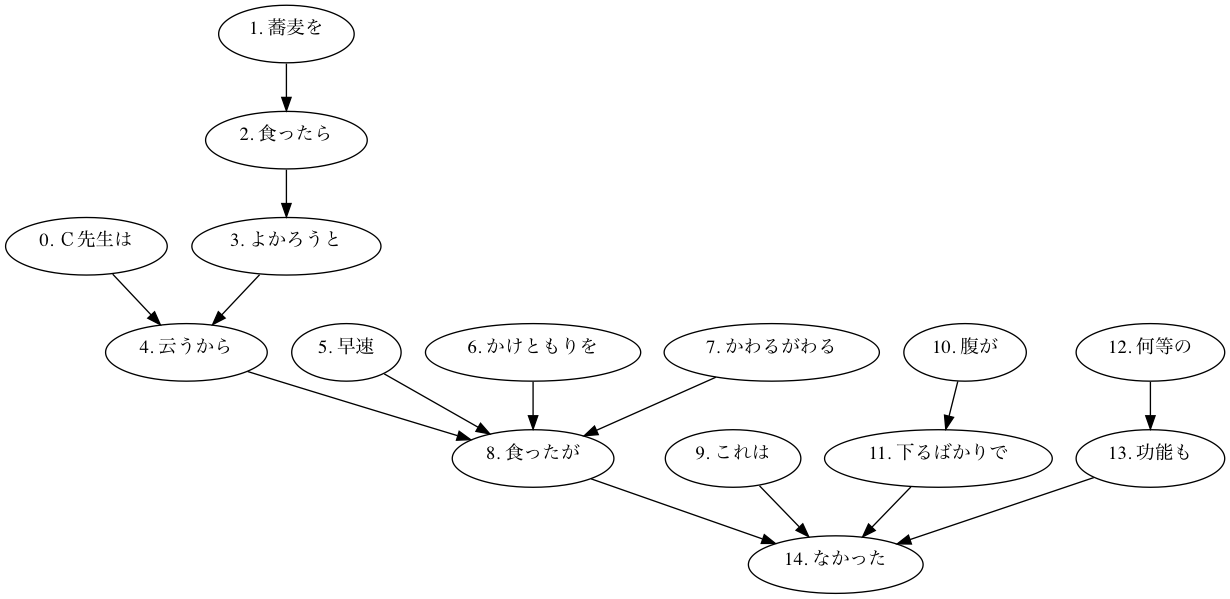 1. 蕎麦を
2. 食ったら
0. Ｃ先生は
3. よかろうと
4. 云うから
5. 早速
6. かけともりを
7. かわるがわる
10. 腹が
12. 何等の
8. 食ったが
9. これは
11. 下るばかりで
13. 功能も
14. なかった